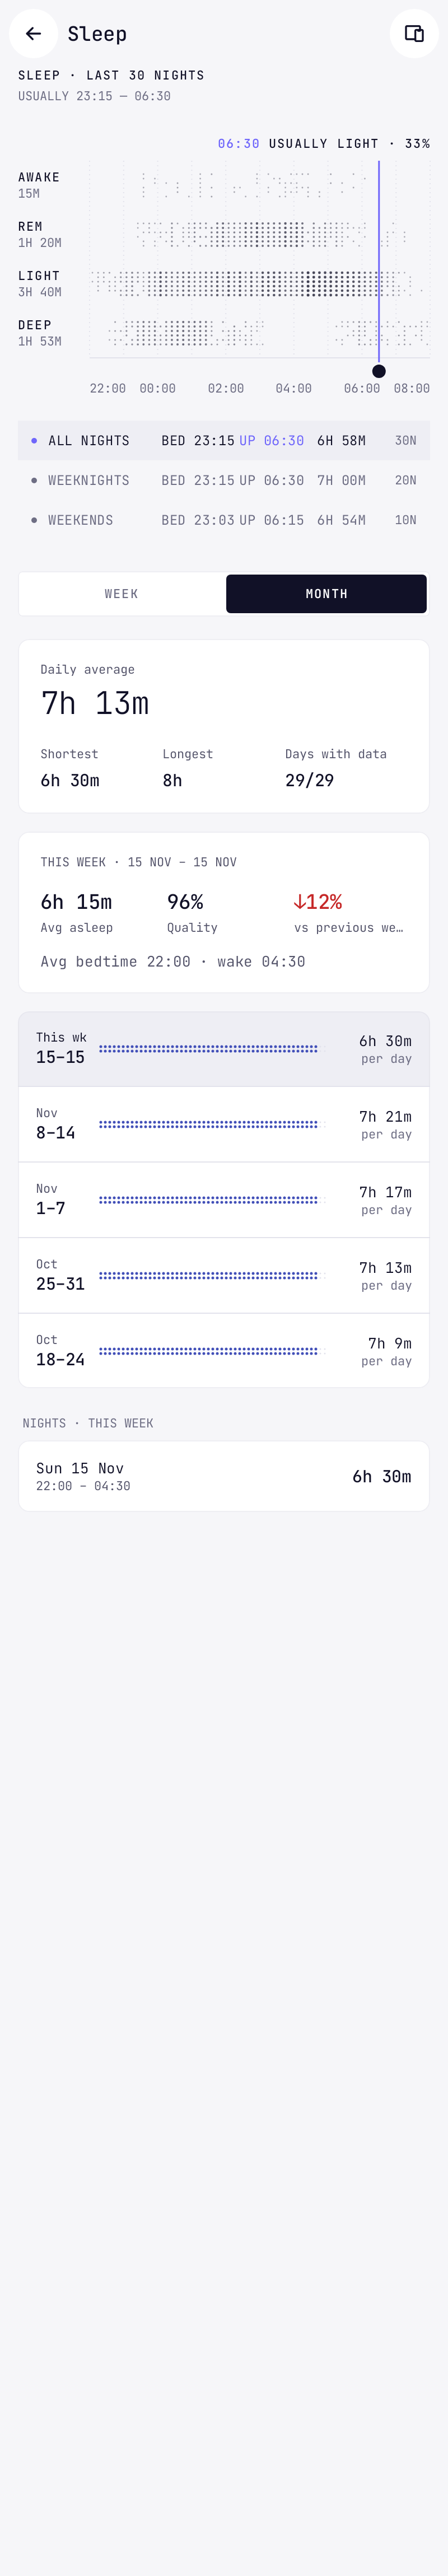 Sleep
SLEEP · LAST 30 NIGHTS
USUALLY 23:15 — 06:30
06:30 USUALLY LIGHT · 33%
AWAKE
15M
REM
1H 20M
LIGHT
3H 40M
DEEP
1H 53M
22:00 00:00 02:00 04:00 06:00 08:00
ALL NIGHTS BED 23:15 UP 06:30 6H 58M 30N
WEEKNIGHTS BED 23:15 UP 06:30 7H 00M 20N
WEEKENDS BED 23:03 UP 06:15 6H 54M 10N
WEEK MONTH
Daily average
7h 13m
Shortest Longest Days with data
6h 30m 8h 29/29
THIS WEEK · 15 NOV – 15 NOV
6h 15m 96% ↓12%
Avg asleep Quality vs previous we…
Avg bedtime 22:00 · wake 04:30
This wk
15–15
6h 30m
per day
Nov
8–14
7h 21m
per day
Nov
1–7
7h 17m
per day
Oct
25–31
7h 13m
per day
Oct
18–24
7h 9m
per day
NIGHTS · THIS WEEK
Sun 15 Nov
22:00 – 04:30
6h 30m